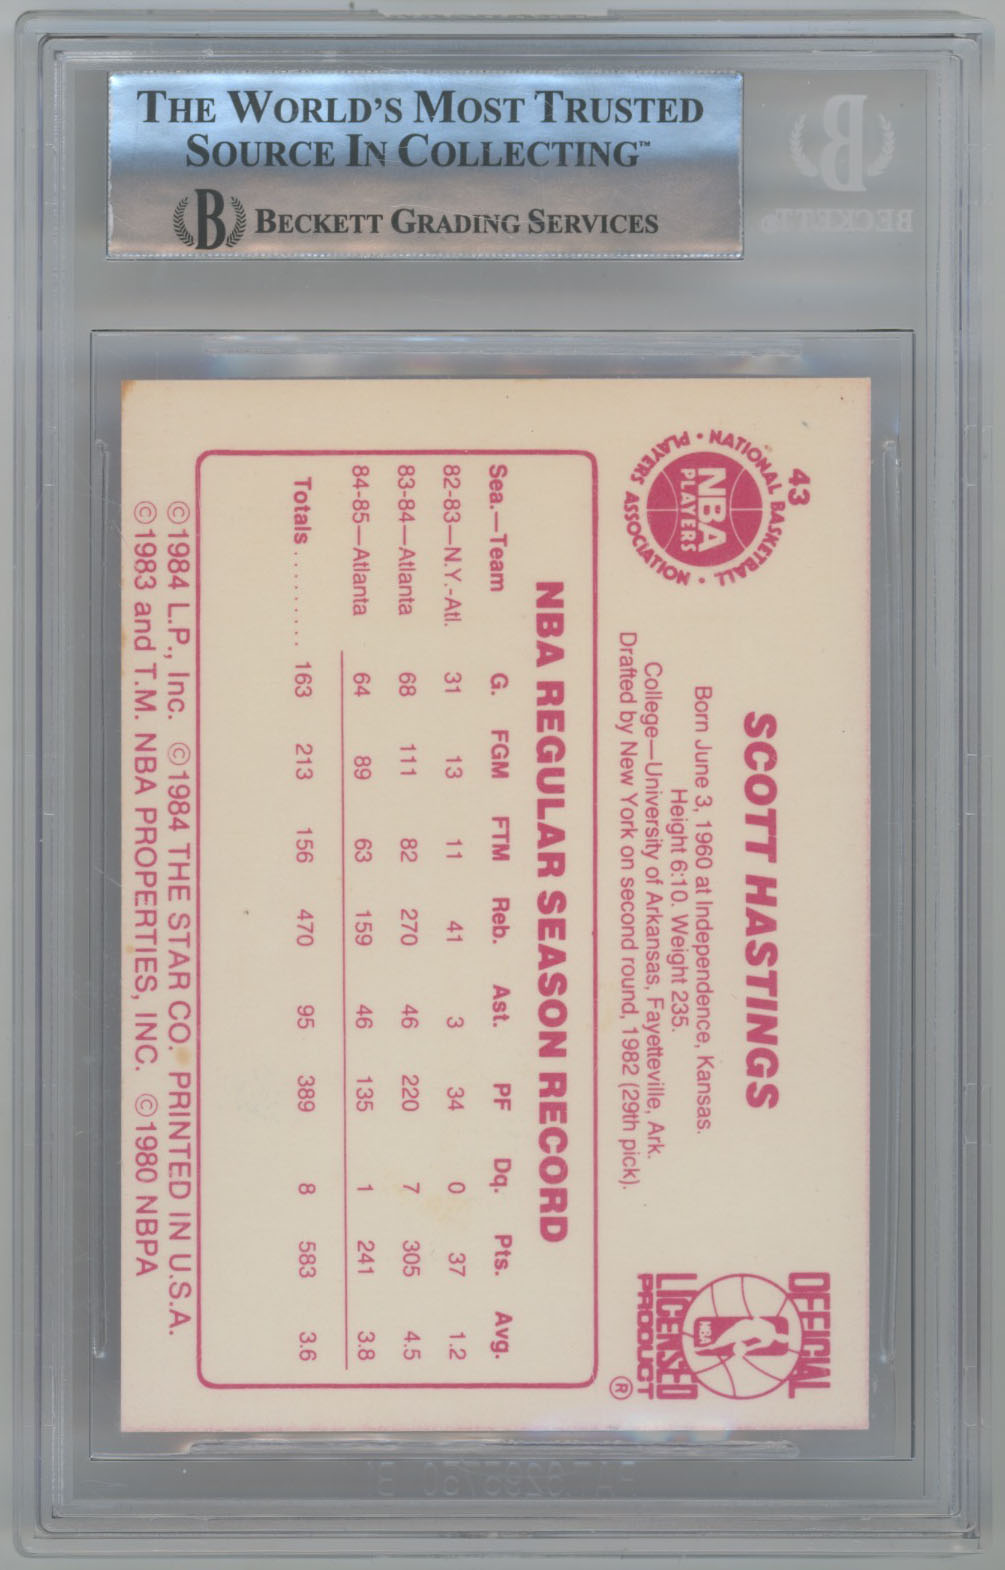 THE WORLD'S MOST TRUSTED
SOURCE IN COLLECTING™
B BECKETT GRADING SERVICES
B
BECKETT
43
NATIONAL BASKETBALL PLAYERS ASSOCIATION
NBA
PLAYERS
SCOTT HASTINGS
Born June 3, 1960 at Independence, Kansas.
Height 6:10. Weight 235.
College—University of Arkansas, Fayetteville, Ark.
Drafted by New York on second round, 1982 (29th pick).
OFFICIAL
NBA
LICENSED
PRODUCT
®
NBA REGULAR SEASON RECORD
Sea.—Team G. FGM FTM Reb. Ast. PF Dq. Pts. Avg.
82-83—N.Y.-Atl. 31 13 11 41 3 34 0 37 1.2
83-84—Atlanta 68 111 82 270 46 220 7 305 4.5
84-85—Atlanta 64 89 63 159 46 135 1 241 3.8
Totals .......... 163 213 156 470 95 389 8 583 3.6
©1984 L.P., Inc. ©1984 THE STAR CO. PRINTED IN U.S.A.
©1983 and T.M. NBA PROPERTIES, INC. ©1980 NBPA